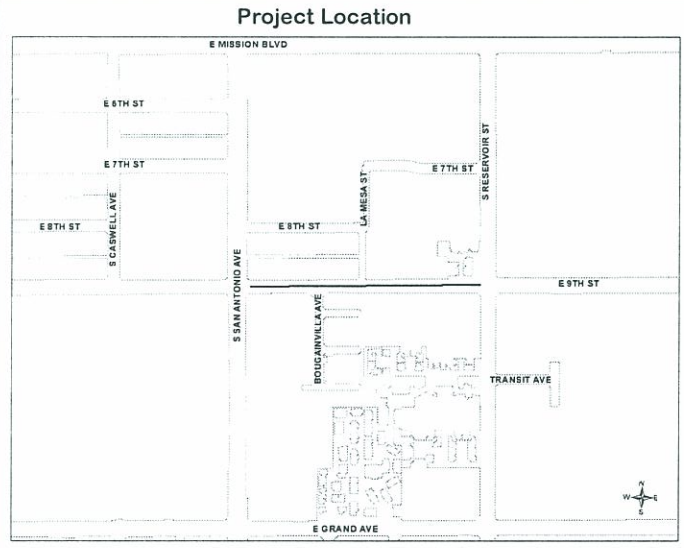 Project Location
E MISSION BLVD
E 6TH ST
E 7TH ST
E 7TH ST
S RESERVOIR ST
LA MESA ST
S CASWELL AVE
E 8TH ST
E 8TH ST
S SAN ANTONIO AVE
E 9TH ST
BOUGAINVILLA AVE
TRANSIT AVE
N
W E
S
E GRAND AVE